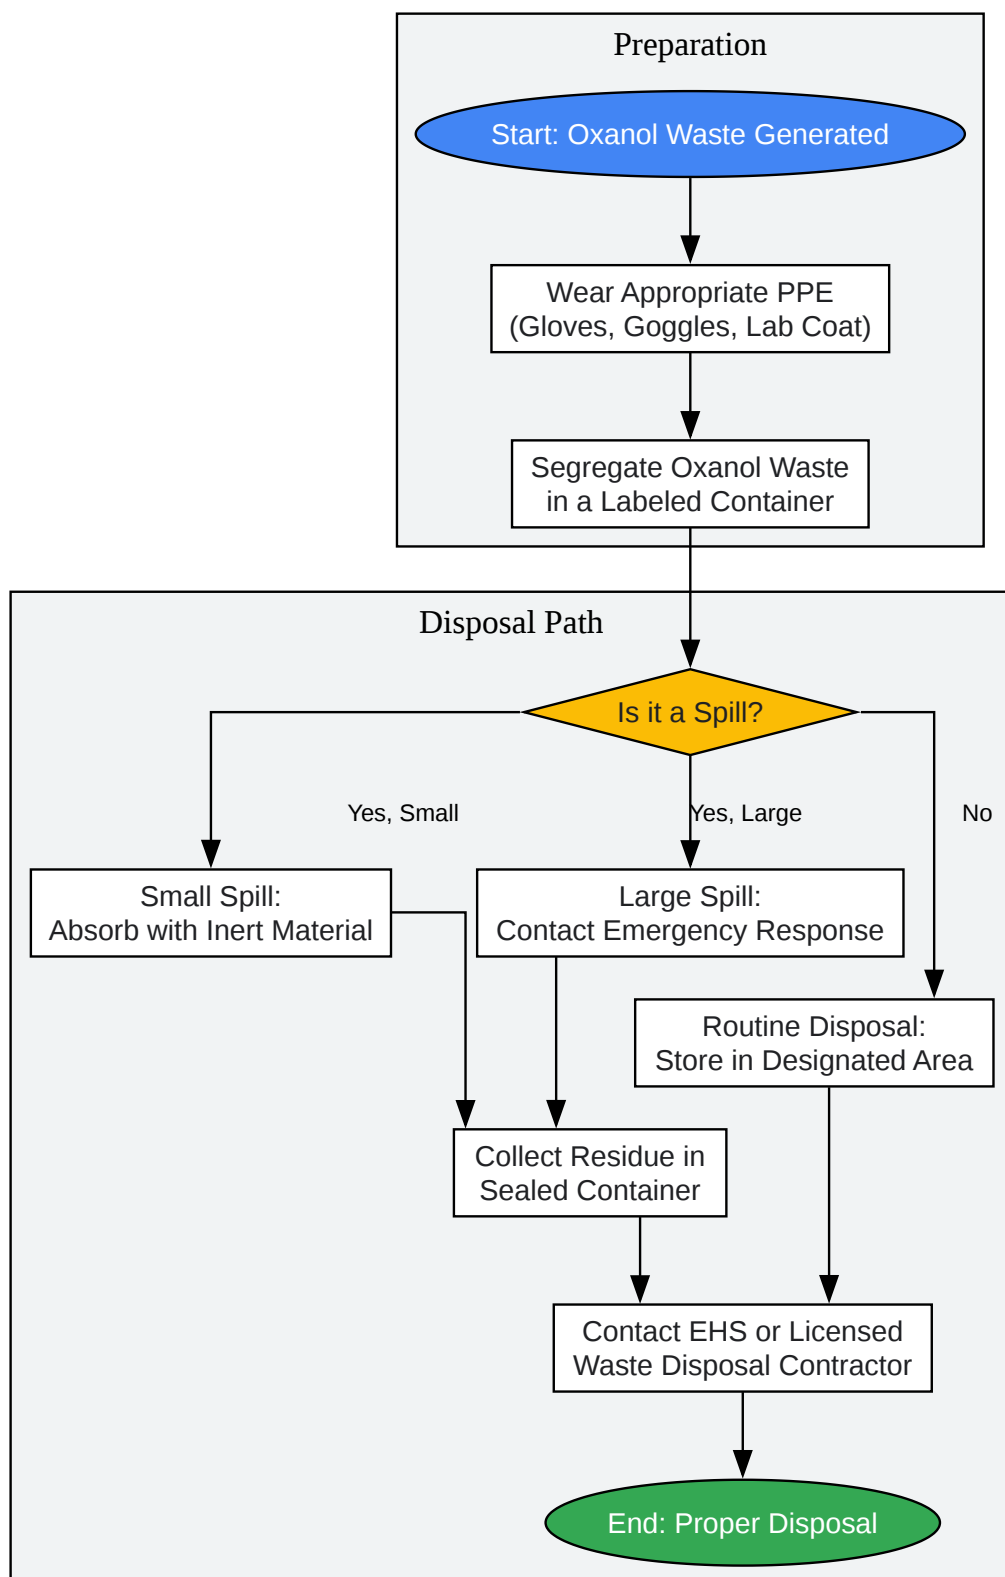 Preparation
Start: Oxanol Waste Generated
Wear Appropriate PPE
(Gloves, Goggles, Lab Coat)
Segregate Oxanol Waste
in a Labeled Container
Disposal Path
Is it a Spill?
Yes, Small
Yes, Large
No
Small Spill:
Absorb with Inert Material
Large Spill:
Contact Emergency Response
Routine Disposal:
Store in Designated Area
Collect Residue in
Sealed Container
Contact EHS or Licensed
Waste Disposal Contractor
End: Proper Disposal